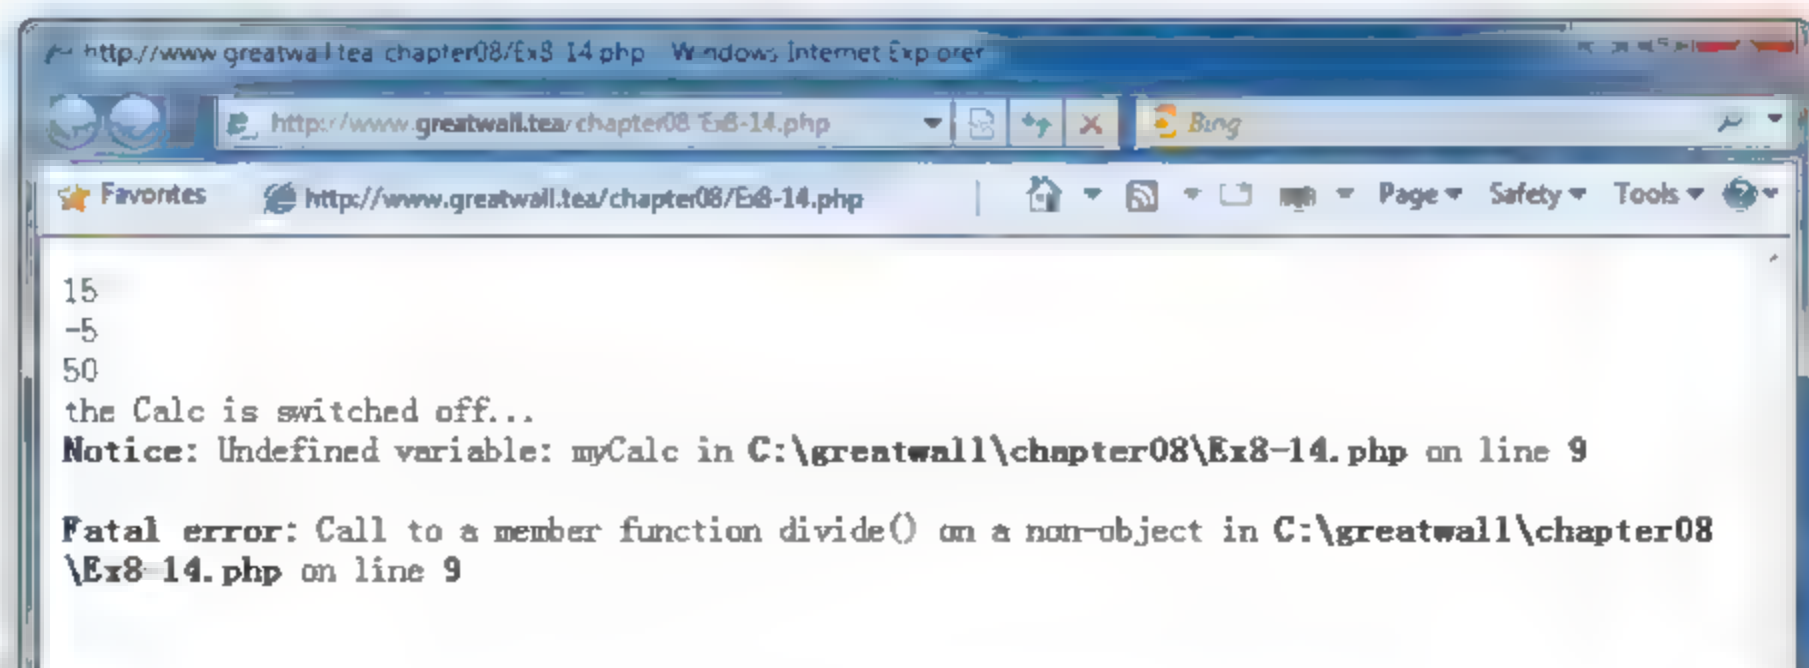 http://www.greatwall.tea/chapter08/Ex8-14.php - Windows Internet Explorer
http://www.greatwall.tea/chapter08/Ex8-14.php
Bing
Favorites
http://www.greatwall.tea/chapter08/Ex8-14.php
Page
Safety
Tools
15
-5
50
the Calc is switched off...
Notice: Undefined variable: myCalc in C:\greatwall\chapter08\Ex8-14.php on line 9
Fatal error: Call to a member function divide() on a non-object in C:\greatwall\chapter08
\Ex8-14.php on line 9